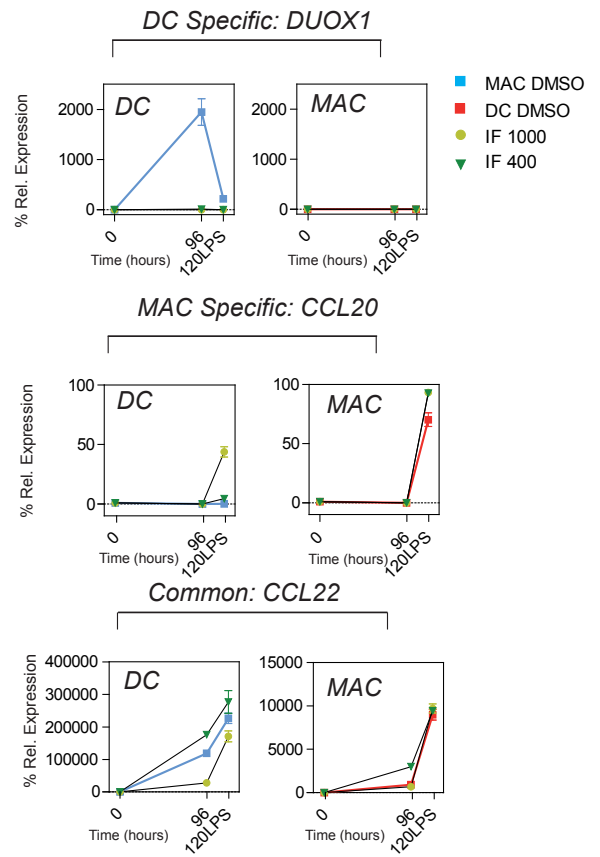 DC Specific: DUOX1
MAC DMSO
DC DMSO
IF 1000
IF 400
% Rel. Expression
2000
1000
0
DC
0
96
120LPS
Time (hours)
2000
1000
0
MAC
0
96
120LPS
Time (hours)
MAC Specific: CCL20
% Rel. Expression
100
50
0
DC
0
96
120LPS
Time (hours)
100
50
0
MAC
0
96
120LPS
Time (hours)
Common: CCL22
% Rel. Expression
400000
300000
200000
100000
0
DC
0
96
120LPS
Time (hours)
15000
10000
5000
0
MAC
0
96
120LPS
Time (hours)